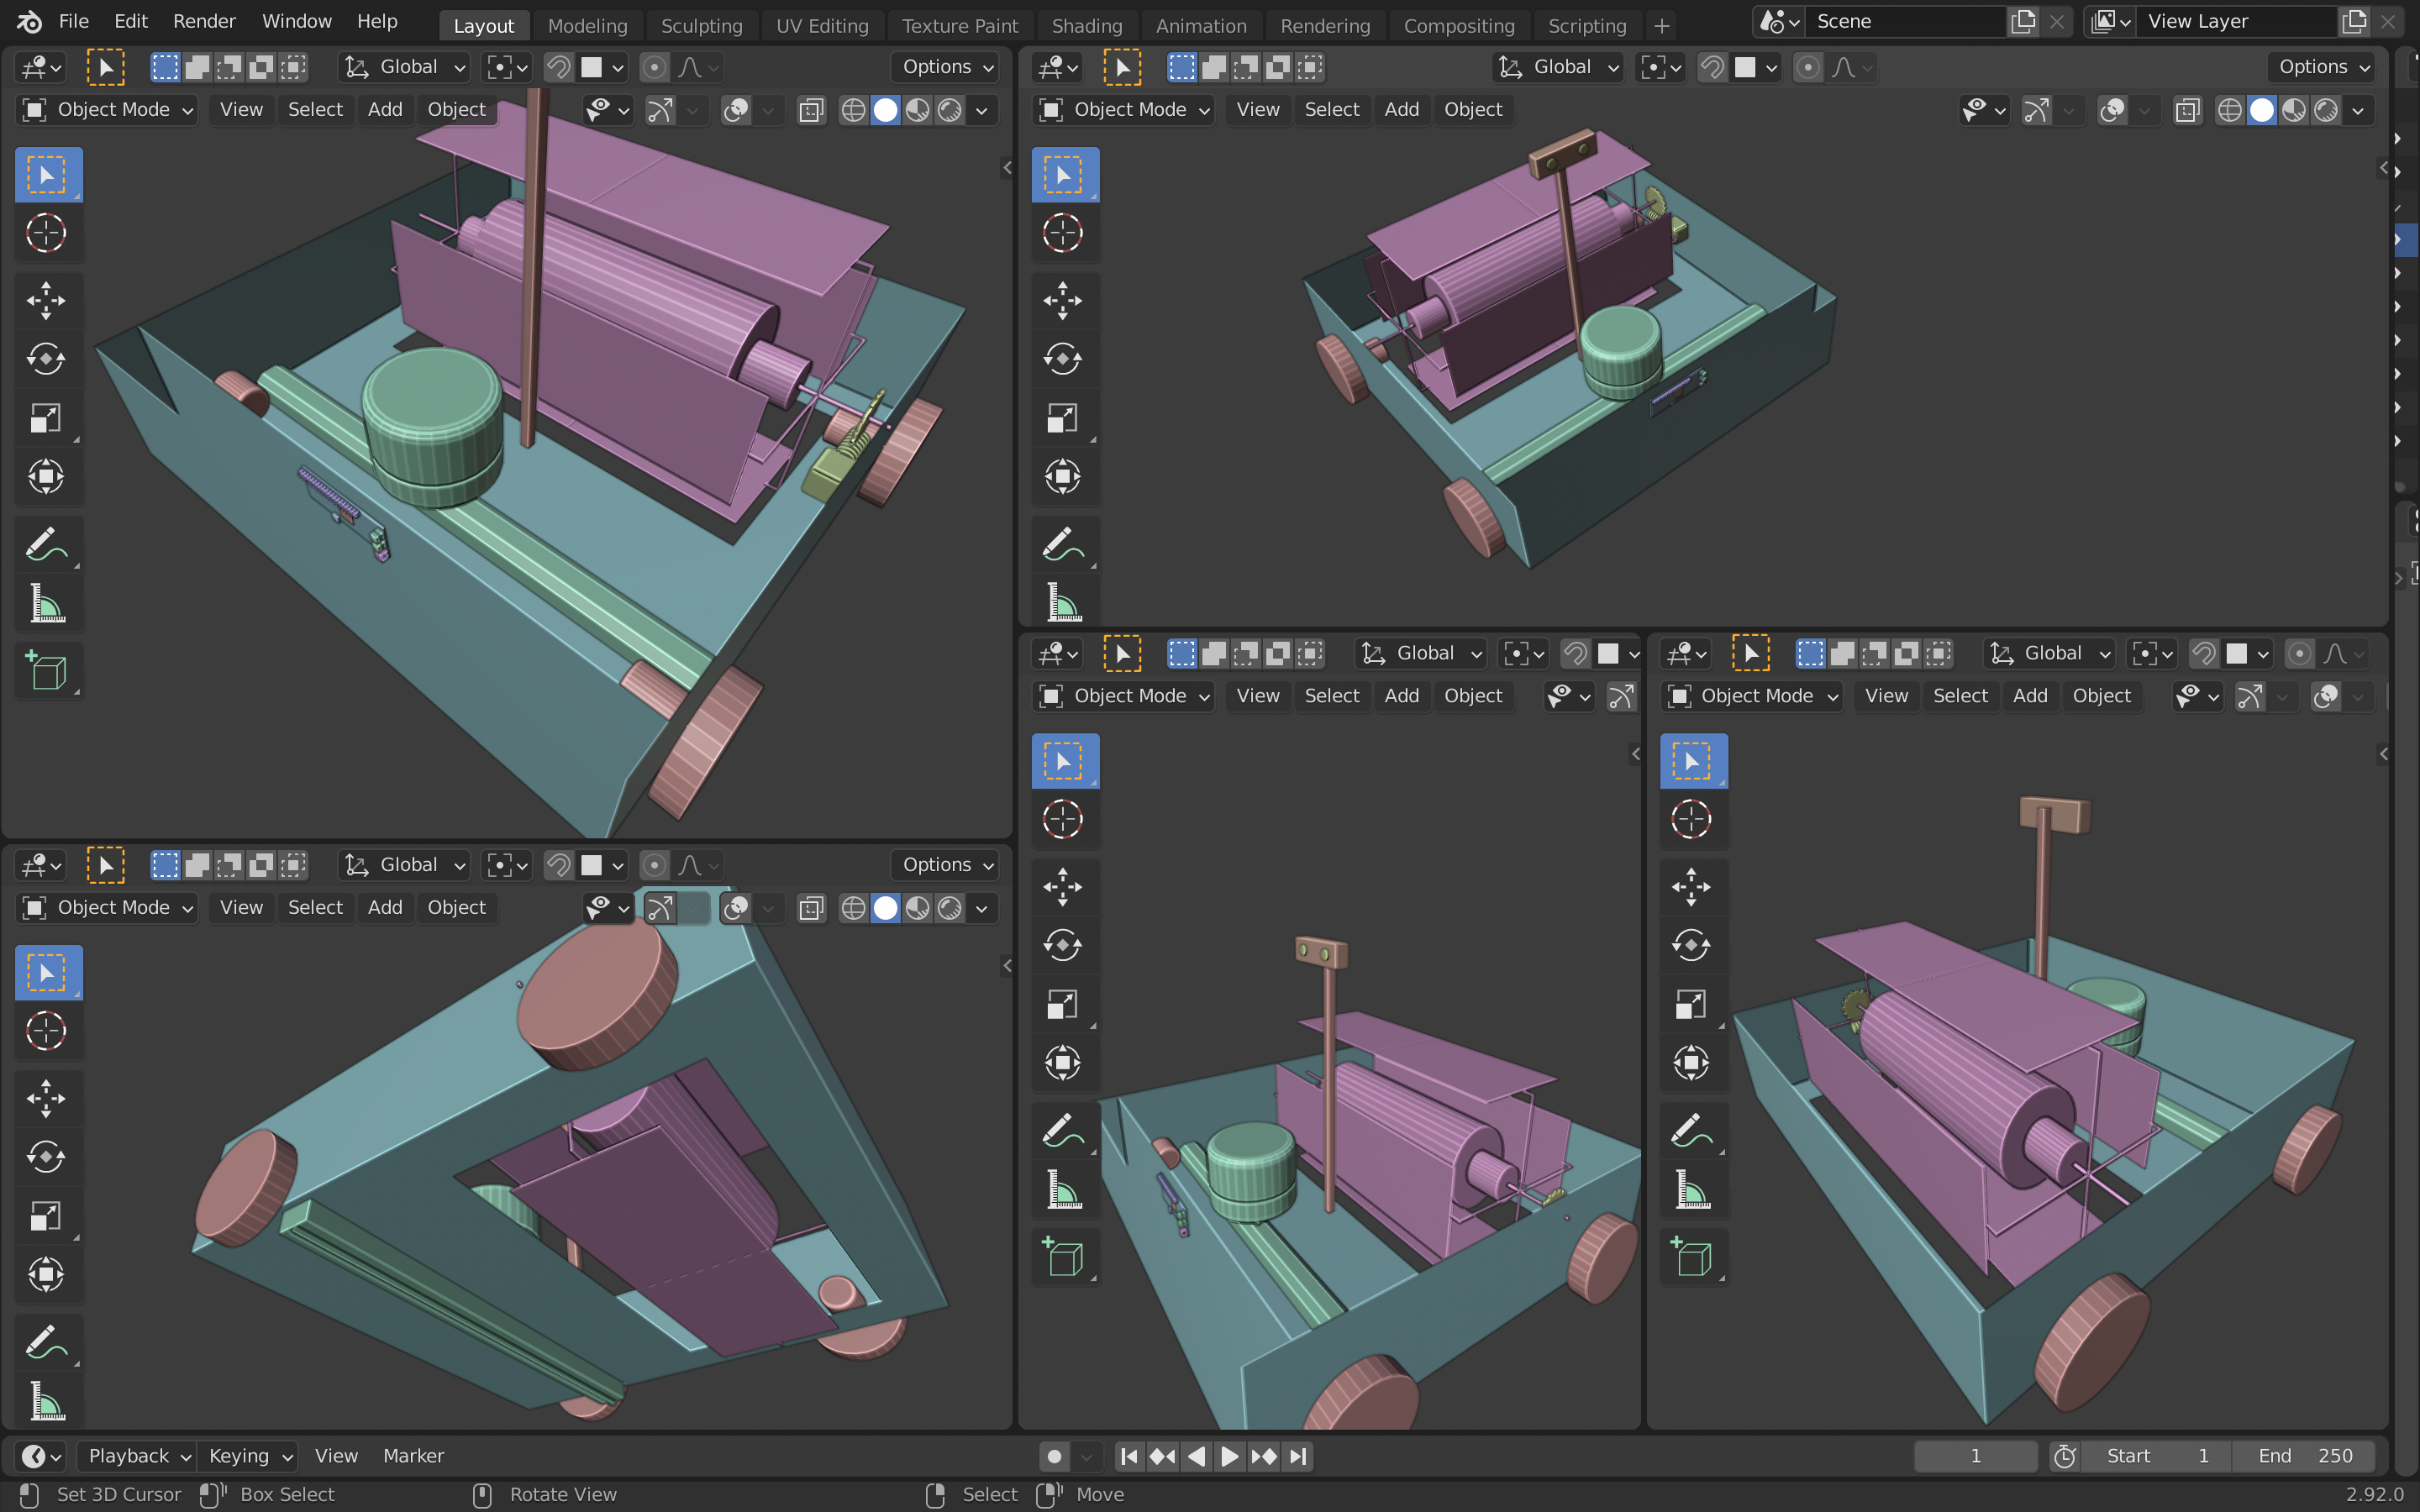 File Edit Render Window Help Layout Modeling Sculpting UV Editing Texture Paint Shading Animation Rendering Compositing Scripting + Scene View Layer
Global Options
Object Mode View Select Add Object
Global Options
Object Mode View Select Add Object
Global Options
Object Mode View Select Add Object
Global
Object Mode View Select Add Object
Global
Object Mode View Select Add Object
Playback Keying View Marker 1 Start 1 End 250
Set 3D Cursor Box Select Rotate View Select Move 2.92.0